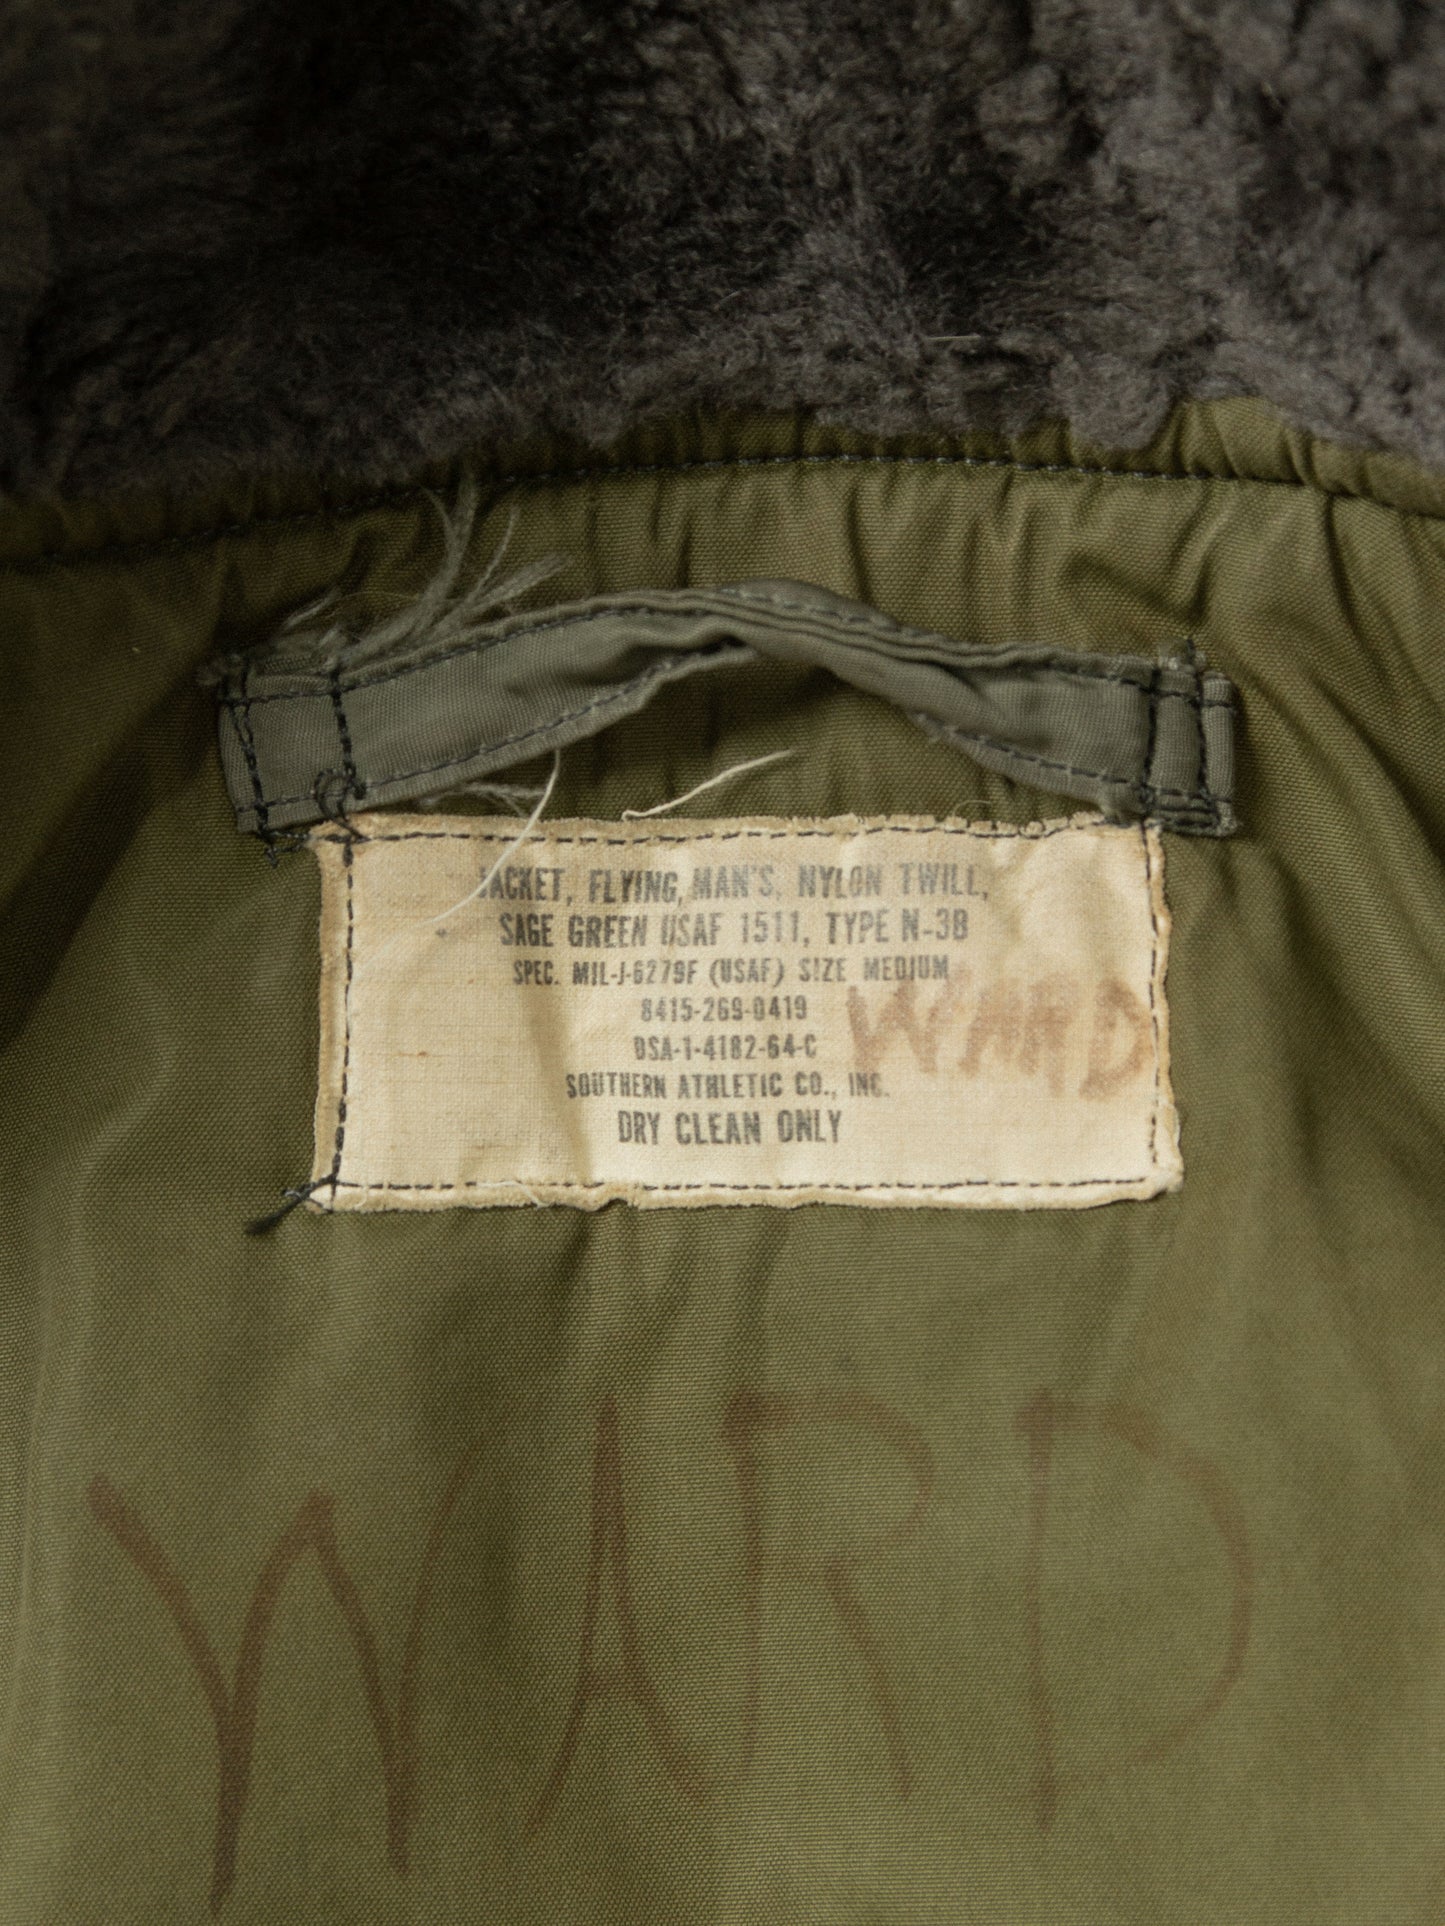 JACKET, FLYING, MAN'S, NYLON TWILL,
SAGE GREEN USAF 1511, TYPE N-3B
SPEC. MIL-J-6279F (USAF) SIZE MEDIUM
8415-269-0419
DSA-1-4182-64-C
WARD
SOUTHERN ATHLETIC CO., INC.
DRY CLEAN ONLY
WARD